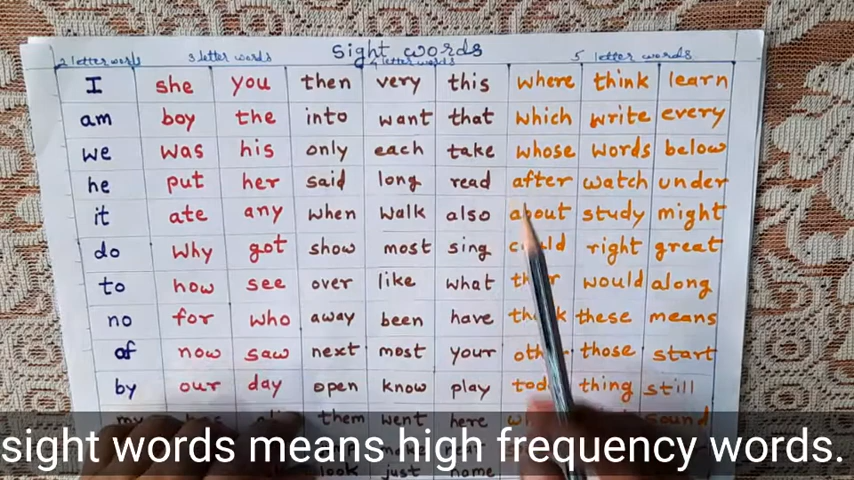 Sight words
2 letter words 3 letter words 4 letter words 5 letter words
I she you then very this where think learn
am boy the into want that which write every
we was his only each take whose words below
he put her said long read after watch under
it ate any when walk also about study might
do why got show most sing could right great
to how see over like what would along
no for who away been have these means
of now saw next most your those start
by our day open know play thing still
my them went here sound
look just home
sight words means high frequency words.